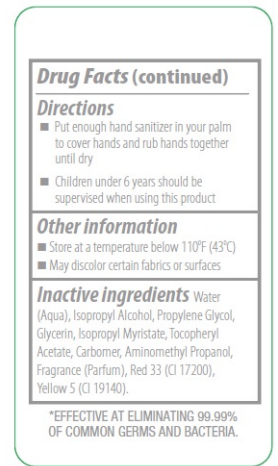 Drug Facts (continued)
Directions
■ Put enough hand sanitizer in your palm
to cover hands and rub hands together
until dry
■ Children under 6 years should be
supervised when using this product
Other information
■ Store at a temperature below 110°F (43°C)
■ May discolor certain fabrics or surfaces
Inactive ingredients Water
(Aqua), Isopropyl Alcohol, Propylene Glycol,
Glycerin, Isopropyl Myristate, Tocopheryl
Acetate, Carbomer, Aminomethyl Propanol,
Fragrance (Parfum), Red 33 (CI 17200),
Yellow 5 (CI 19140).
*EFFECTIVE AT ELIMINATING 99.99%
OF COMMON GERMS AND BACTERIA.